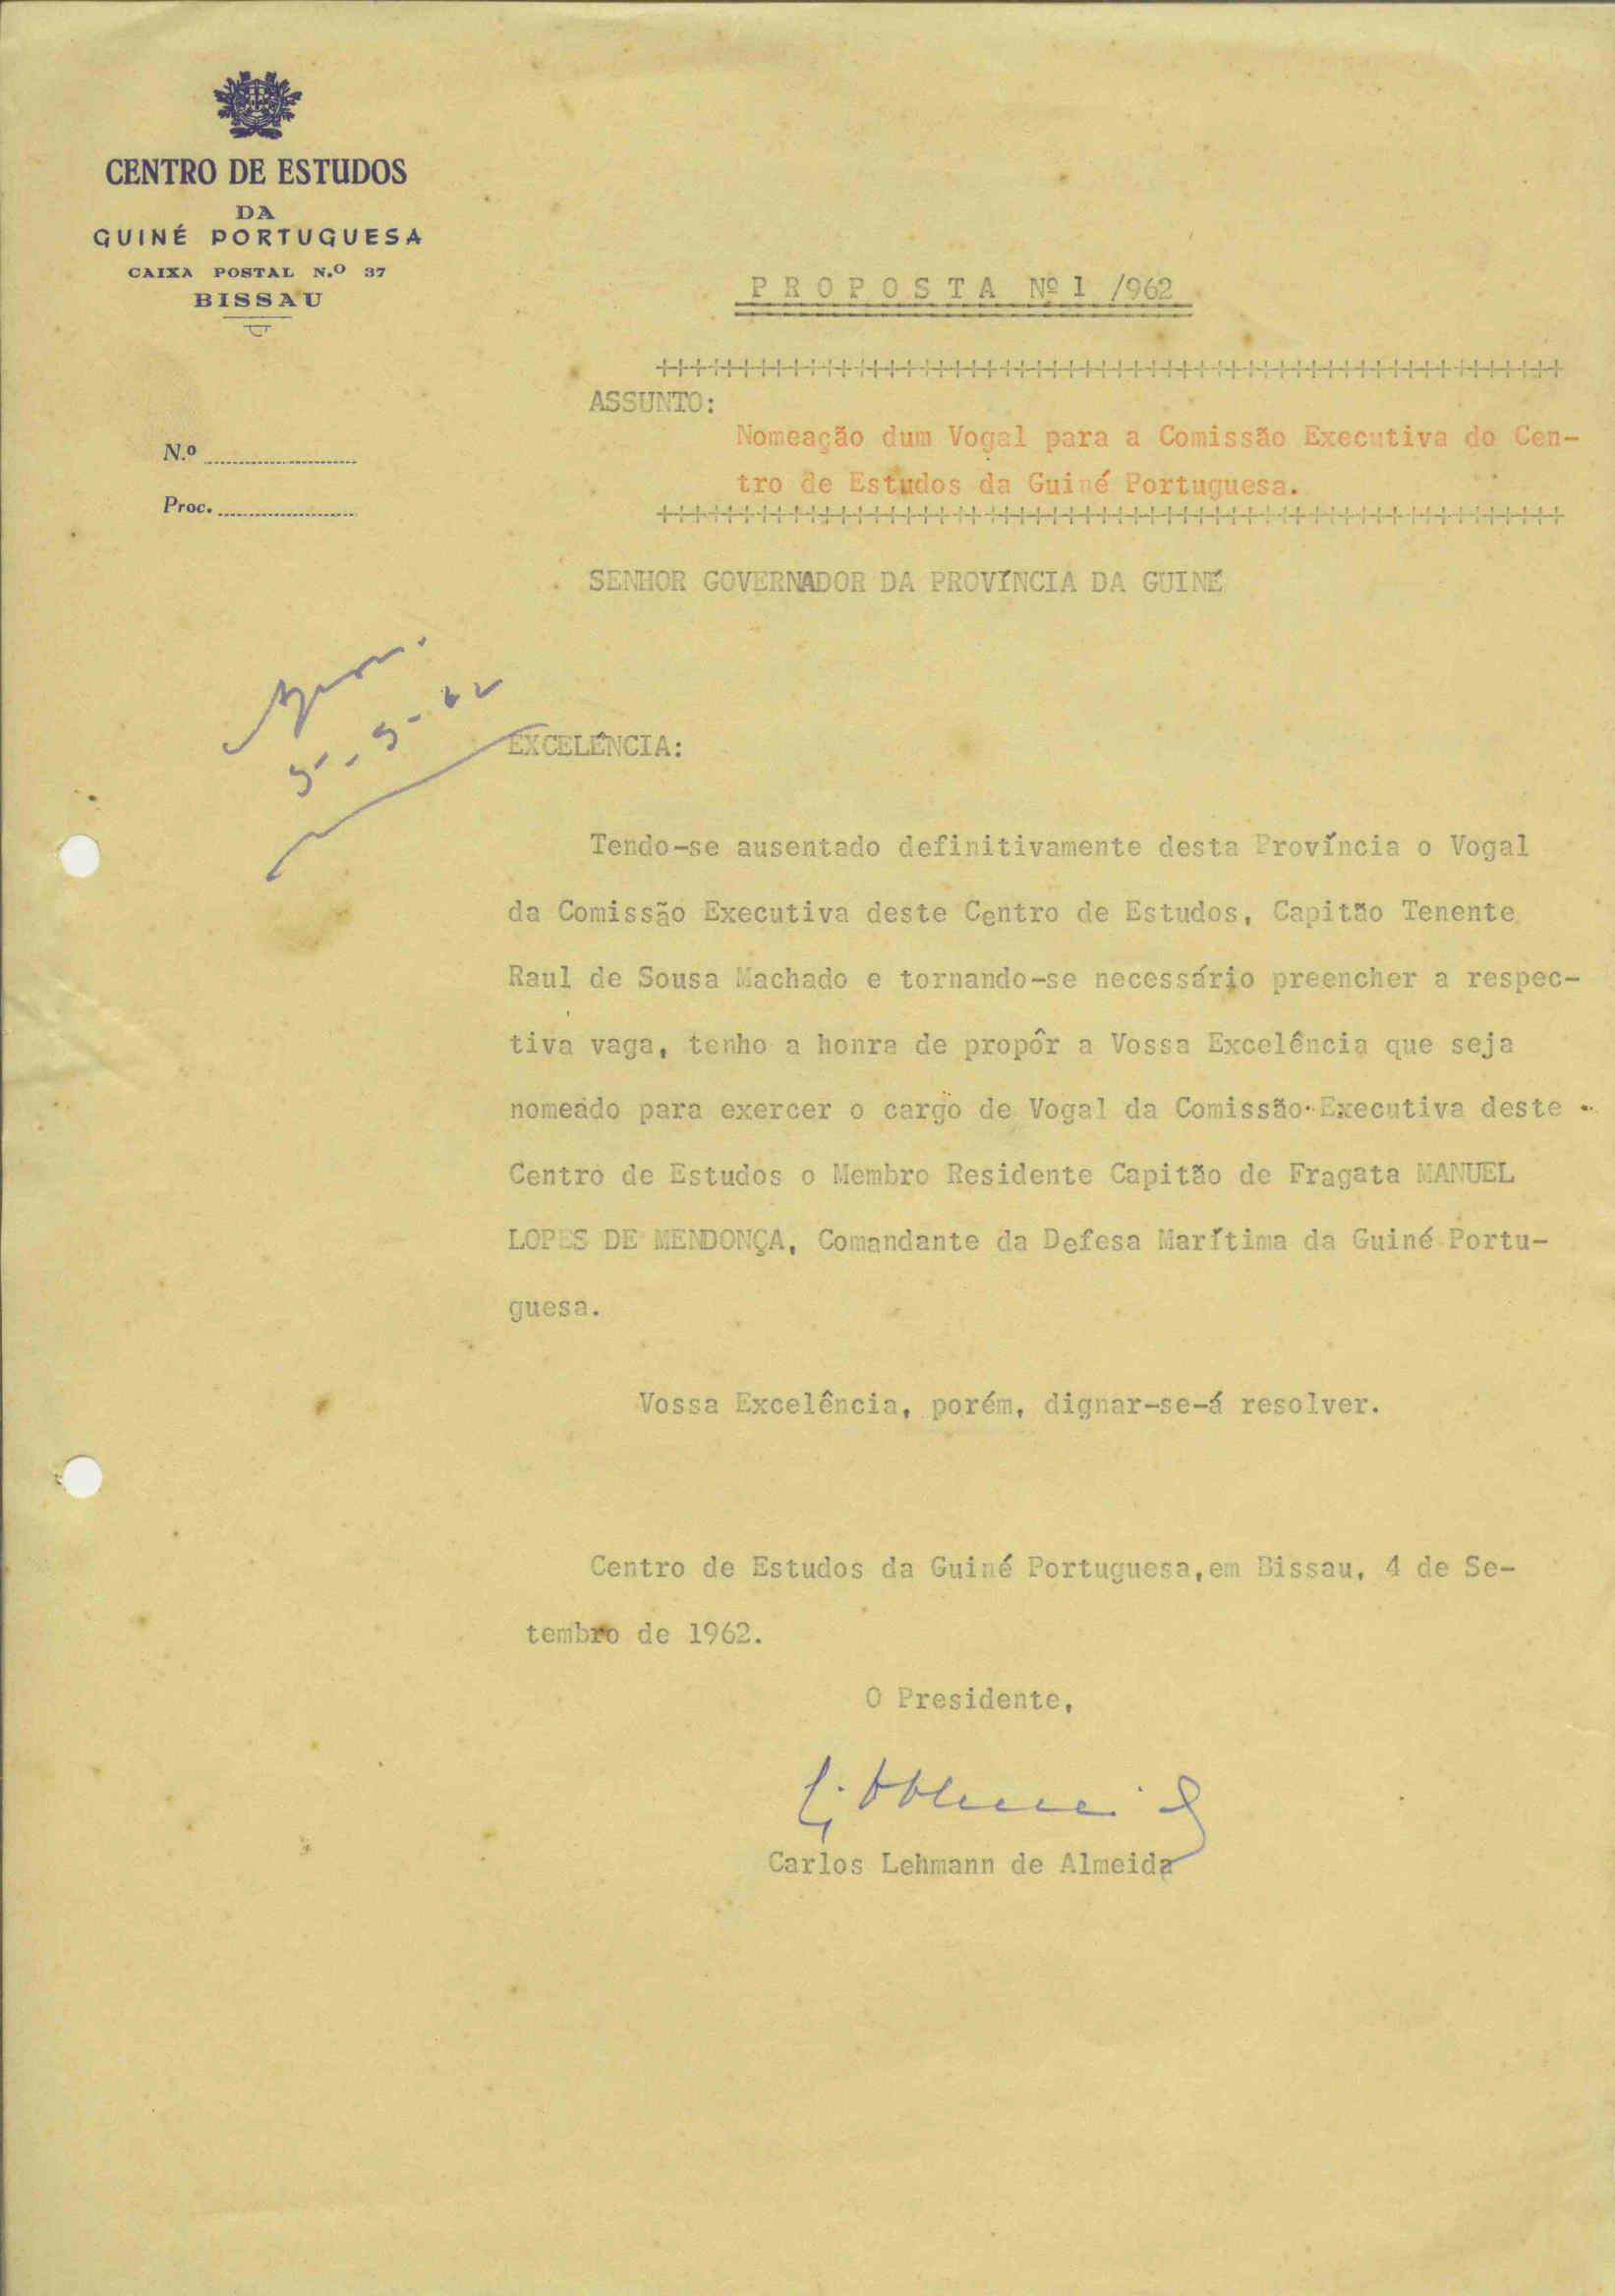 CENTRO DE ESTUDOS
DA
GUINÉ PORTUGUESA
CAIXA POSTAL N.º 37
BISSAU
N.º
Proc.
PROPOSTA Nº 1 /962
++++++++++++++++++++++++++++++++++++++++++++++++++++++++
ASSUNTO:
Nomeação dum Vogal para a Comissão Executiva do Cen-
tro de Estudos da Guiné Portuguesa.
++++++++++++++++++++++++++++++++++++++++++++++++++++++++
SENHOR GOVERNADOR DA PROVÍNCIA DA GUINÉ
5-9-62
EXCELÊNCIA:
Tendo-se ausentado definitivamente desta Província o Vogal
da Comissão Executiva deste Centro de Estudos, Capitão Tenente
Raul de Sousa Machado e tornando-se necessário preencher a respec-
tiva vaga, tenho a honra de propôr a Vossa Excelência que seja
nomeado para exercer o cargo de Vogal da Comissão Executiva deste
Centro de Estudos o Membro Residente Capitão de Fragata MANUEL
LOPES DE MENDONÇA, Comandante da Defesa Marítima da Guiné Portu-
guesa.
Vossa Excelência, porém, dignar-se-á resolver.
Centro de Estudos da Guiné Portuguesa,em Bissau, 4 de Se-
tembro de 1962.
O Presidente,
Carlos Lehmann de Almeida